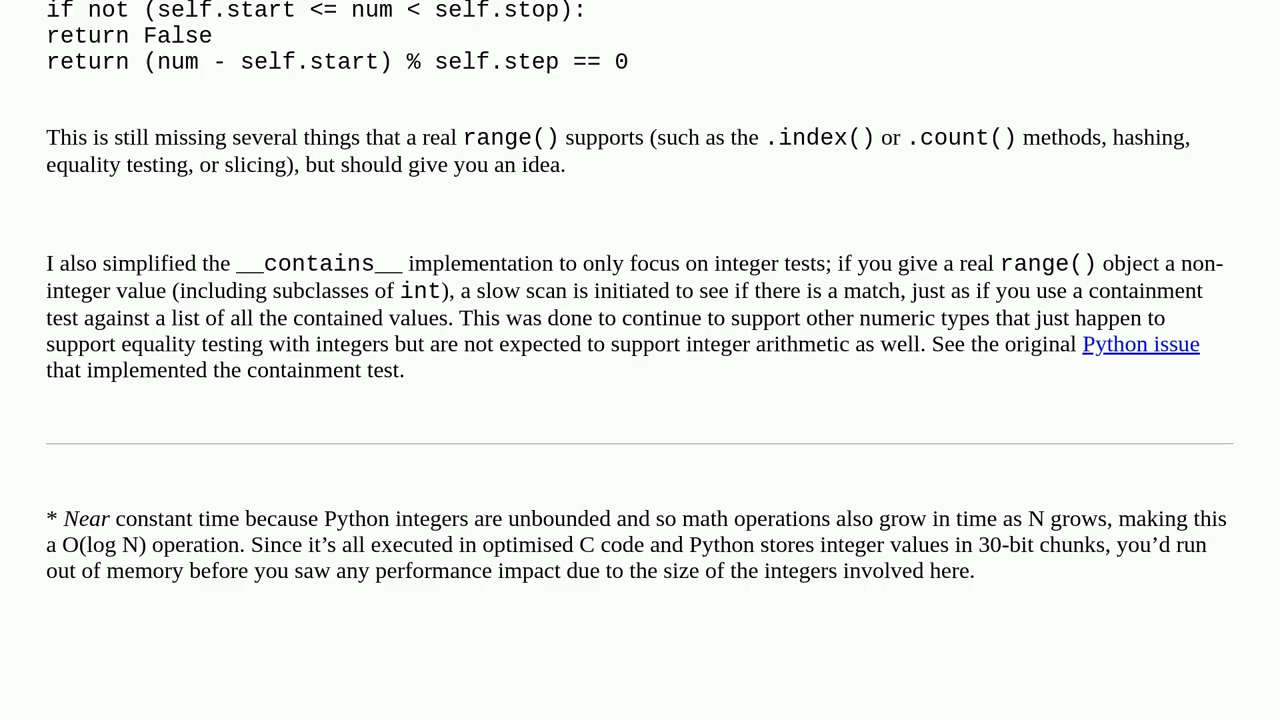 if not (self.start <= num < self.stop):
return False
return (num - self.start) % self.step == 0
This is still missing several things that a real range() supports (such as the .index() or .count() methods, hashing,
equality testing, or slicing), but should give you an idea.
I also simplified the __contains__ implementation to only focus on integer tests; if you give a real range() object a non-
integer value (including subclasses of int), a slow scan is initiated to see if there is a match, just as if you use a containment
test against a list of all the contained values. This was done to continue to support other numeric types that just happen to
support equality testing with integers but are not expected to support integer arithmetic as well. See the original Python issue
that implemented the containment test.
* Near constant time because Python integers are unbounded and so math operations also grow in time as N grows, making this
a O(log N) operation. Since it’s all executed in optimised C code and Python stores integer values in 30-bit chunks, you’d run
out of memory before you saw any performance impact due to the size of the integers involved here.